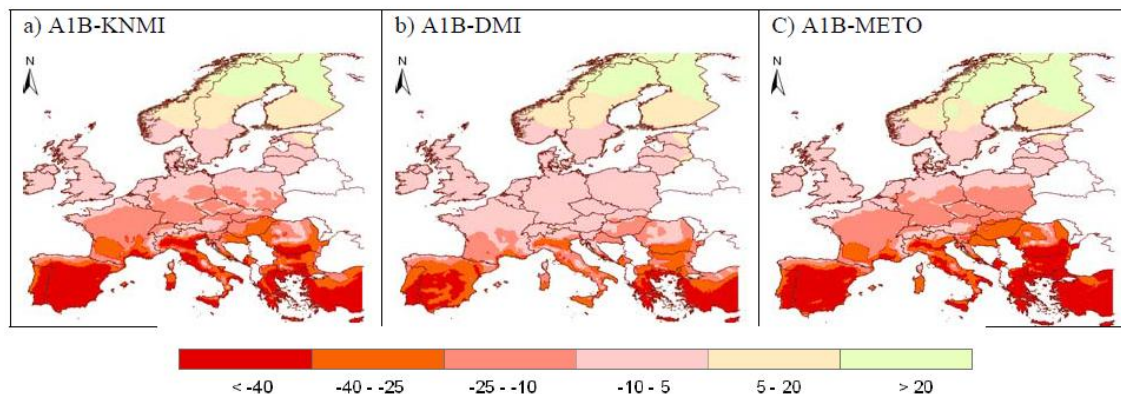 a) A1B-KNMI
b) A1B-DMI
C) A1B-METO
N
N
N
< -40
-40 - -25
-25 - -10
-10 - 5
5 - 20
> 20